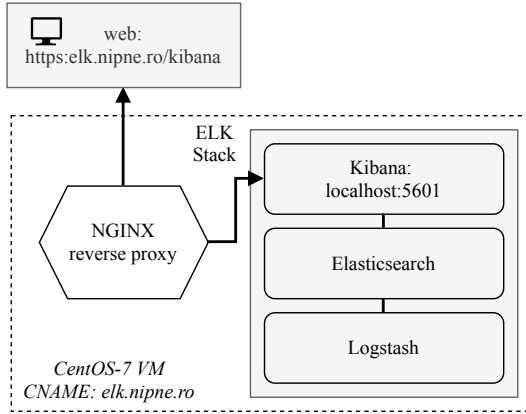 web:
https:elk.nipne.ro/kibana
ELK
Stack
Kibana:
localhost:5601
NGINX
reverse proxy
Elasticsearch
Logstash
CentOS-7 VM
CNAME: elk.nipne.ro